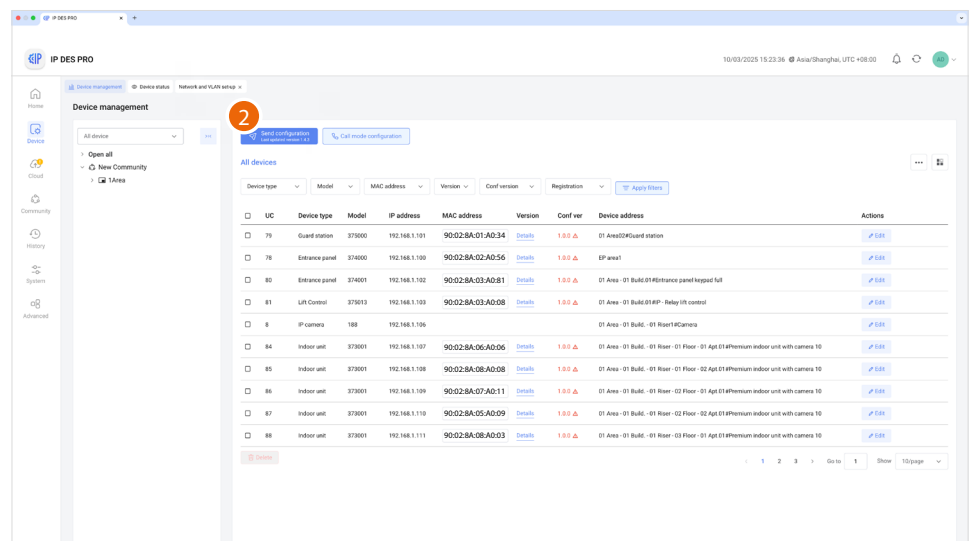 IP DES PRO
IP DES PRO
10/03/2025 15:23:36 Asia/Shanghai, UTC +08:00
AD
Device management Device status Network and VLAN set-up
Home
Device
Cloud
Community
History
System
Advanced
Device management
2
All device
Open all
New Community
1Area
Send configuration
Last updated version 1.0.2
Call mode configuration
All devices
Device type Model MAC address Version Conf version Registration Apply filters
UC Device type Model IP address MAC address Version Conf ver Device address Actions
79 Guard station 375000 192.168.1.101 90:02:8A:01:A0:34 Details 1.0.0 01 Area02#Guard station Edit
78 Entrance panel 374000 192.168.1.100 90:02:8A:02:A0:56 Details 1.0.0 EP area1 Edit
80 Entrance panel 374001 192.168.1.102 90:02:8A:03:A0:81 Details 1.0.0 01 Area - 01 Build.01#Entrance panel keypad full Edit
81 Lift Control 375013 192.168.1.103 90:02:8A:03:A0:08 Details 1.0.0 01 Area - 01 Build.01#IP - Relay lift control Edit
8 IP camera 188 192.168.1.106 01 Area - 01 Build. - 01 Riser1#Camera Edit
84 Indoor unit 373001 192.168.1.107 90:02:8A:06:A0:06 Details 1.0.0 01 Area - 01 Build. - 01 Riser - 01 Floor - 01 Apt.01#Premium indoor unit with camera 10 Edit
85 Indoor unit 373001 192.168.1.108 90:02:8A:08:A0:08 Details 1.0.0 01 Area - 01 Build. - 01 Riser - 01 Floor - 02 Apt.01#Premium indoor unit with camera 10 Edit
86 Indoor unit 373001 192.168.1.109 90:02:8A:07:A0:11 Details 1.0.0 01 Area - 01 Build. - 01 Riser - 02 Floor - 01 Apt.01#Premium indoor unit with camera 10 Edit
87 Indoor unit 373001 192.168.1.110 90:02:8A:05:A0:09 Details 1.0.0 01 Area - 01 Build. - 01 Riser - 02 Floor - 02 Apt.01#Premium indoor unit with camera 10 Edit
88 Indoor unit 373001 192.168.1.111 90:02:8A:08:A0:03 Details 1.0.0 01 Area - 01 Build. - 01 Riser - 03 Floor - 01 Apt.01#Premium indoor unit with camera 10 Edit
Delete
1 2 3 Go to 1 Show 10/page